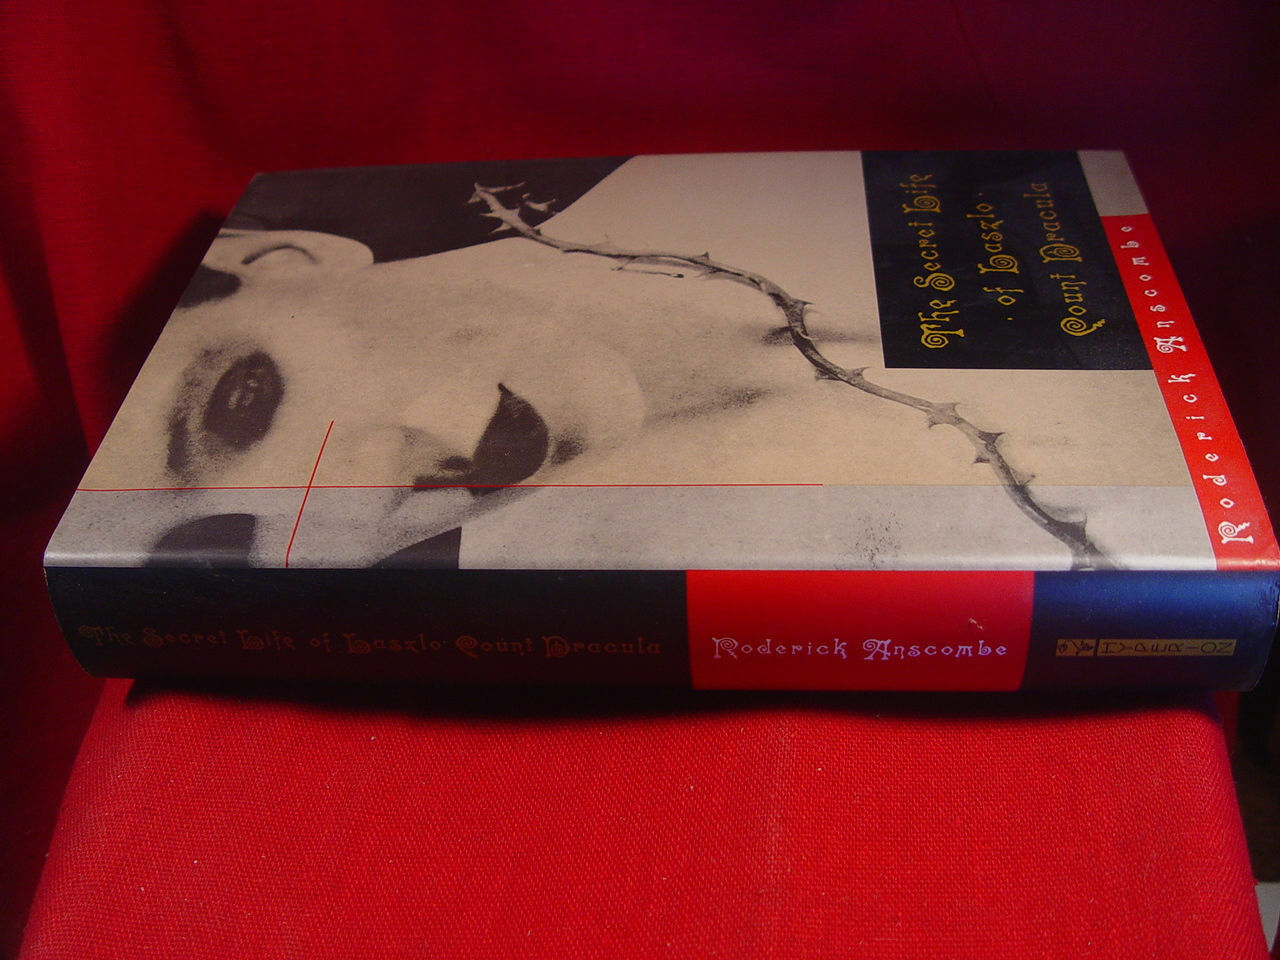 The Secret Life
· of Laszlo ·
Count Dracula
Roderick Anscombe
The Secret Life of Laszlo · Count Dracula
Roderick Anscombe
HYPERION